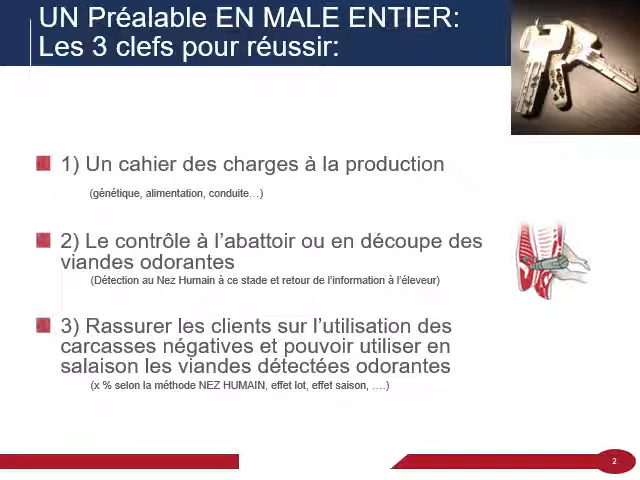 UN Préalable EN MALE ENTIER:
Les 3 clefs pour réussir:
1) Un cahier des charges à la production
(génétique, alimentation, conduite…)
2) Le contrôle à l’abattoir ou en découpe des
viandes odorantes
(Détection au Nez Humain à ce stade et retour de l’information à l’éleveur)
3) Rassurer les clients sur l’utilisation des
carcasses négatives et pouvoir utiliser en
salaison les viandes détectées odorantes
(x % selon la méthode NEZ HUMAIN, effet lot, effet saison, ….)
2